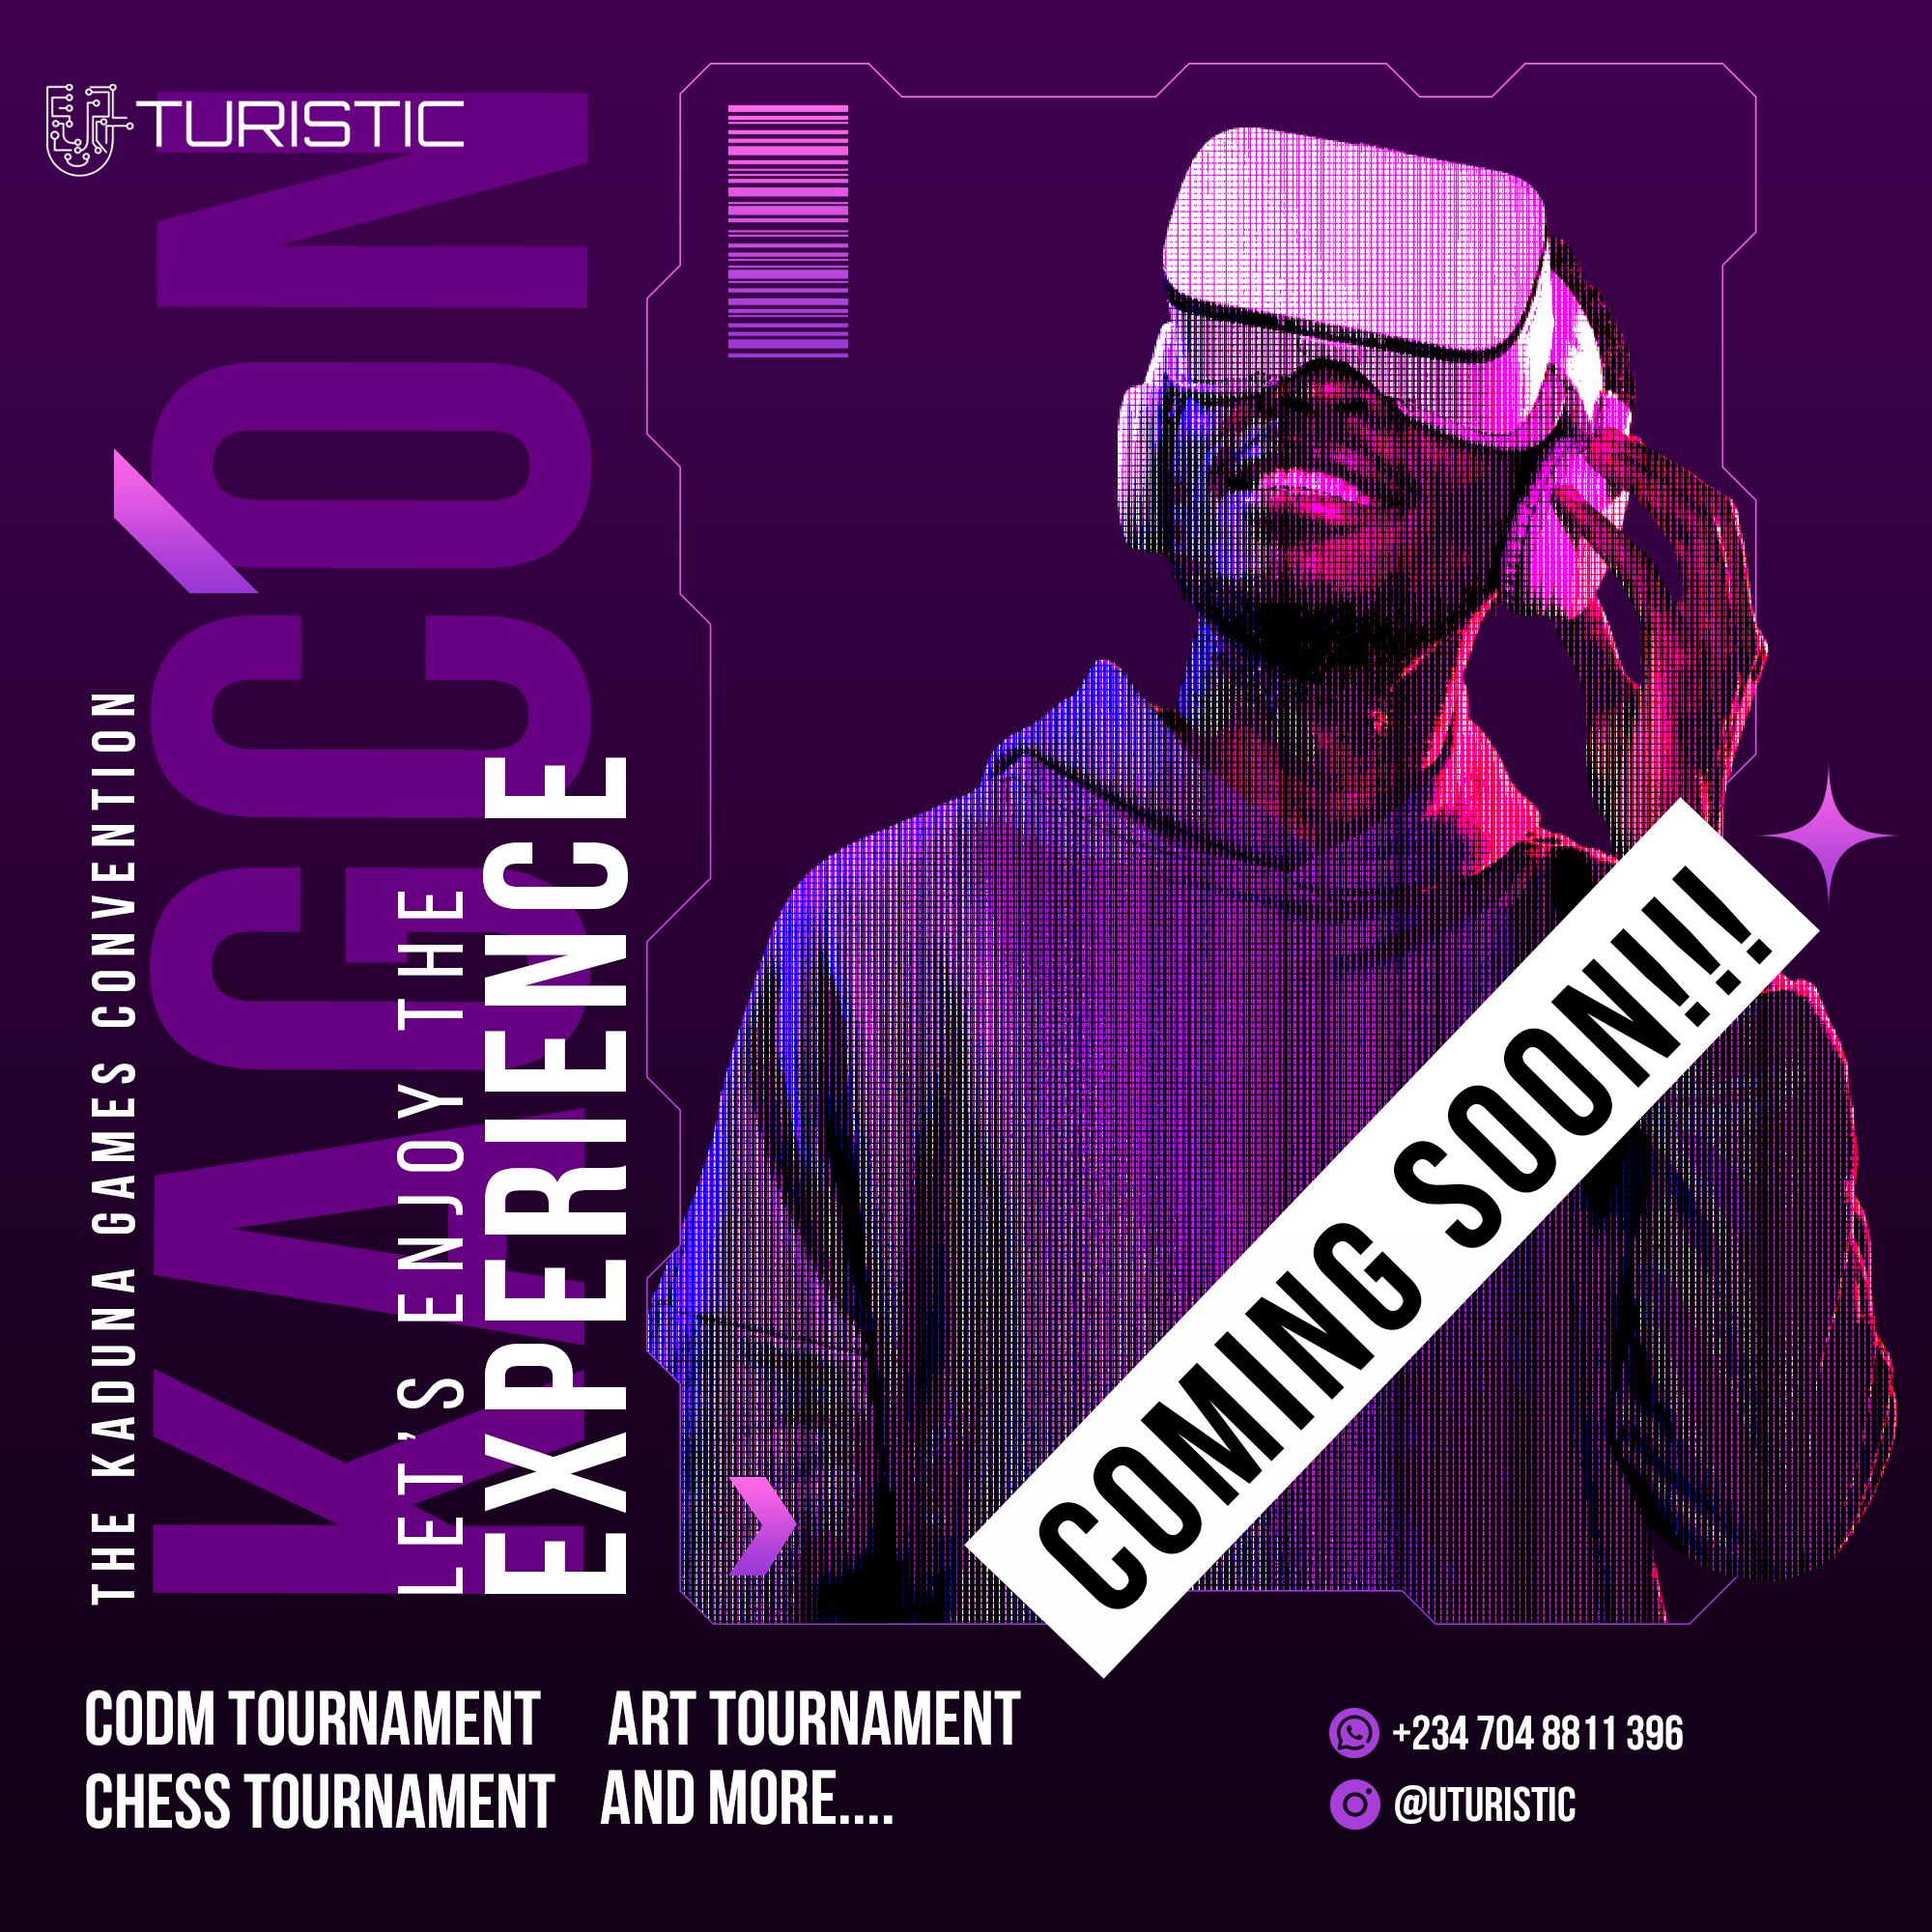 UTURISTIC
KAGCON
THE KADUNA GAMES CONVENTION
LET'S ENJOY THE
EXPERIENCE
COMING SOON!!!
CODM TOURNAMENT
CHESS TOURNAMENT
ART TOURNAMENT
AND MORE....
+234 704 8811 396
@UTURISTIC